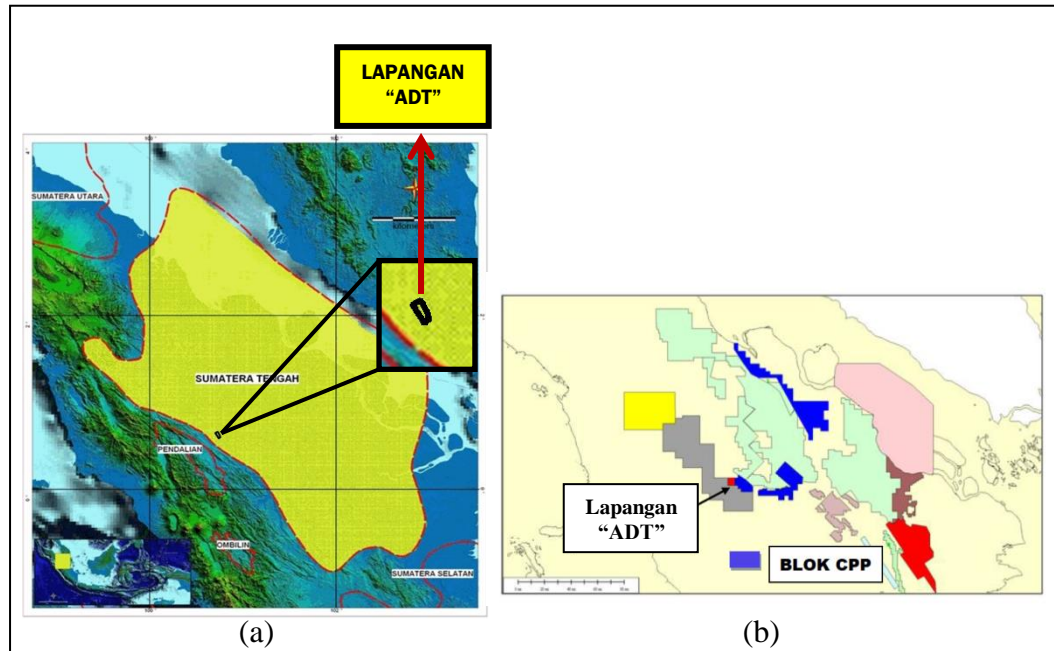 LAPANGAN
“ADT”
SUMATERA UTARA
kilometers
SUMATERA TENGAH
PENDALIAN
OMBILIN
SUMATERA SELATAN
(a)
Lapangan
“ADT”
BLOK CPP
(b)